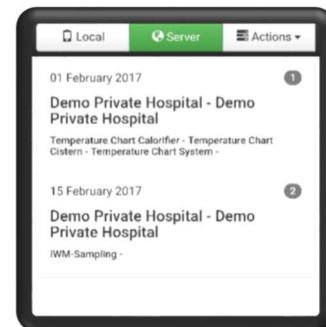 Local Server Actions
01 February 2017 1
Demo Private Hospital - Demo
Private Hospital
Temperature Chart Calorifier - Temperature Chart
Cistern - Temperature Chart System -
15 February 2017 2
Demo Private Hospital - Demo
Private Hospital
IWM-Sampling -